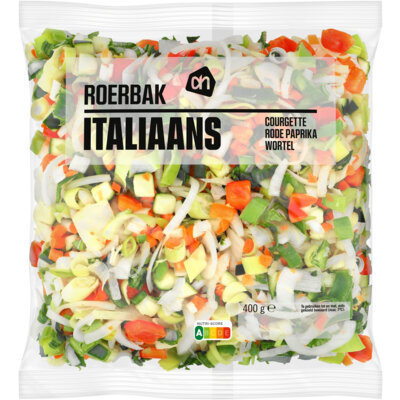 ah
ROERBAK
ITALIAANS
COURGETTE
RODE PAPRIKA
WORTEL
400 g e
NUTRI-SCORE
A B C D E